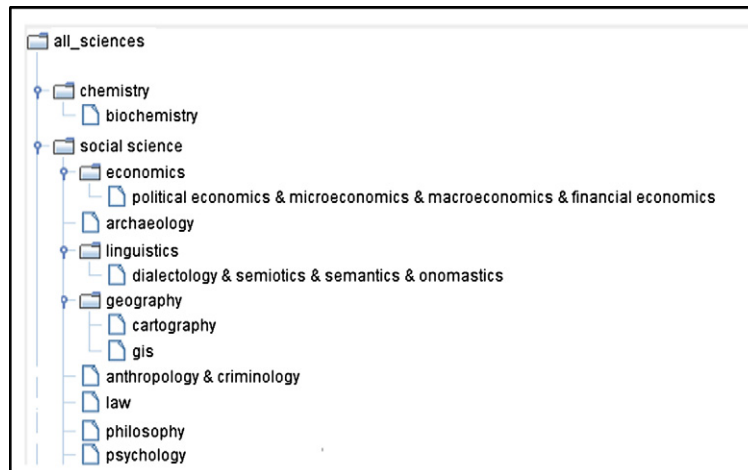 all_sciences
chemistry
biochemistry
social science
economics
political economics & microeconomics & macroeconomics & financial economics
archaeology
linguistics
dialectology & semiotics & semantics & onomastics
geography
cartography
gis
anthropology & criminology
law
philosophy
psychology